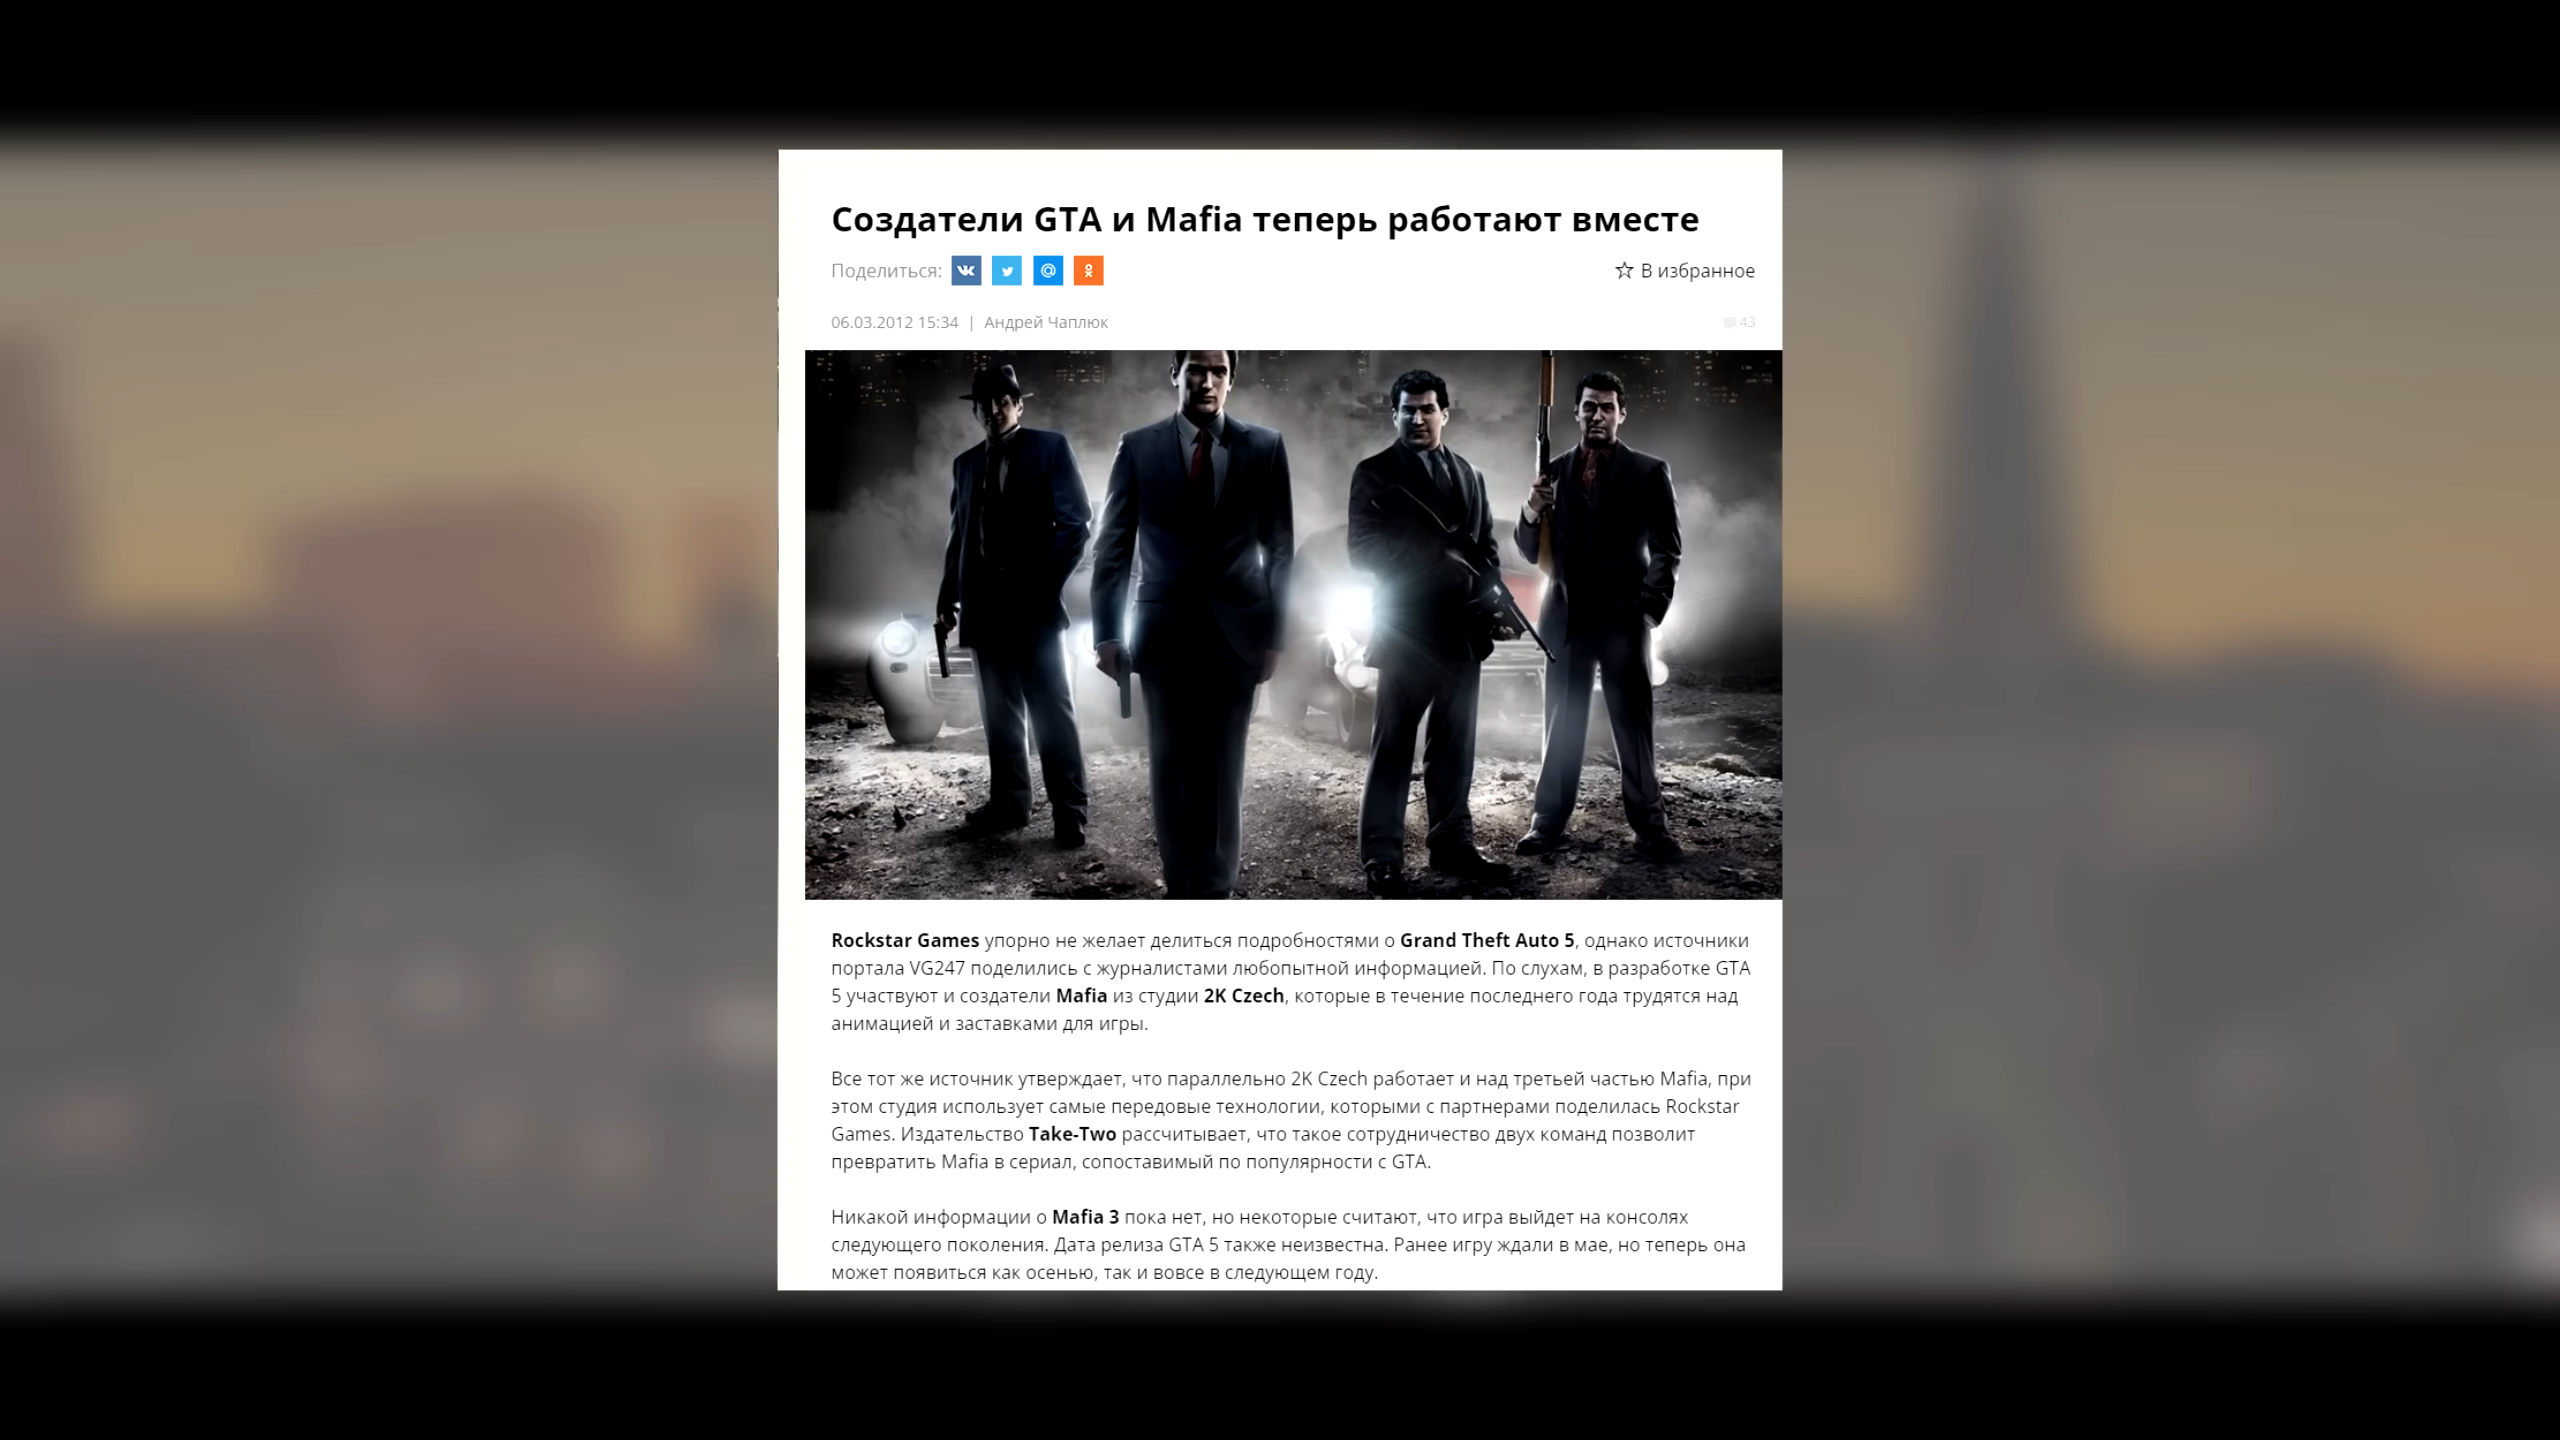 Создатели GTA и Mafia теперь работают вместе
Поделиться:
В избранное
06.03.2012 15:34 | Андрей Чаплюк
43
Rockstar Games упорно не желает делиться подробностями о Grand Theft Auto 5, однако источники
портала VG247 поделились с журналистами любопытной информацией. По слухам, в разработке GTA
5 участвуют и создатели Mafia из студии 2K Czech, которые в течение последнего года трудятся над
анимацией и заставками для игры.
Все тот же источник утверждает, что параллельно 2K Czech работает и над третьей частью Mafia, при
этом студия использует самые передовые технологии, которыми с партнерами поделилась Rockstar
Games. Издательство Take-Two рассчитывает, что такое сотрудничество двух команд позволит
превратить Mafia в сериал, сопоставимый по популярности с GTA.
Никакой информации о Mafia 3 пока нет, но некоторые считают, что игра выйдет на консолях
следующего поколения. Дата релиза GTA 5 также неизвестна. Ранее игру ждали в мае, но теперь она
может появиться как осенью, так и вовсе в следующем году.